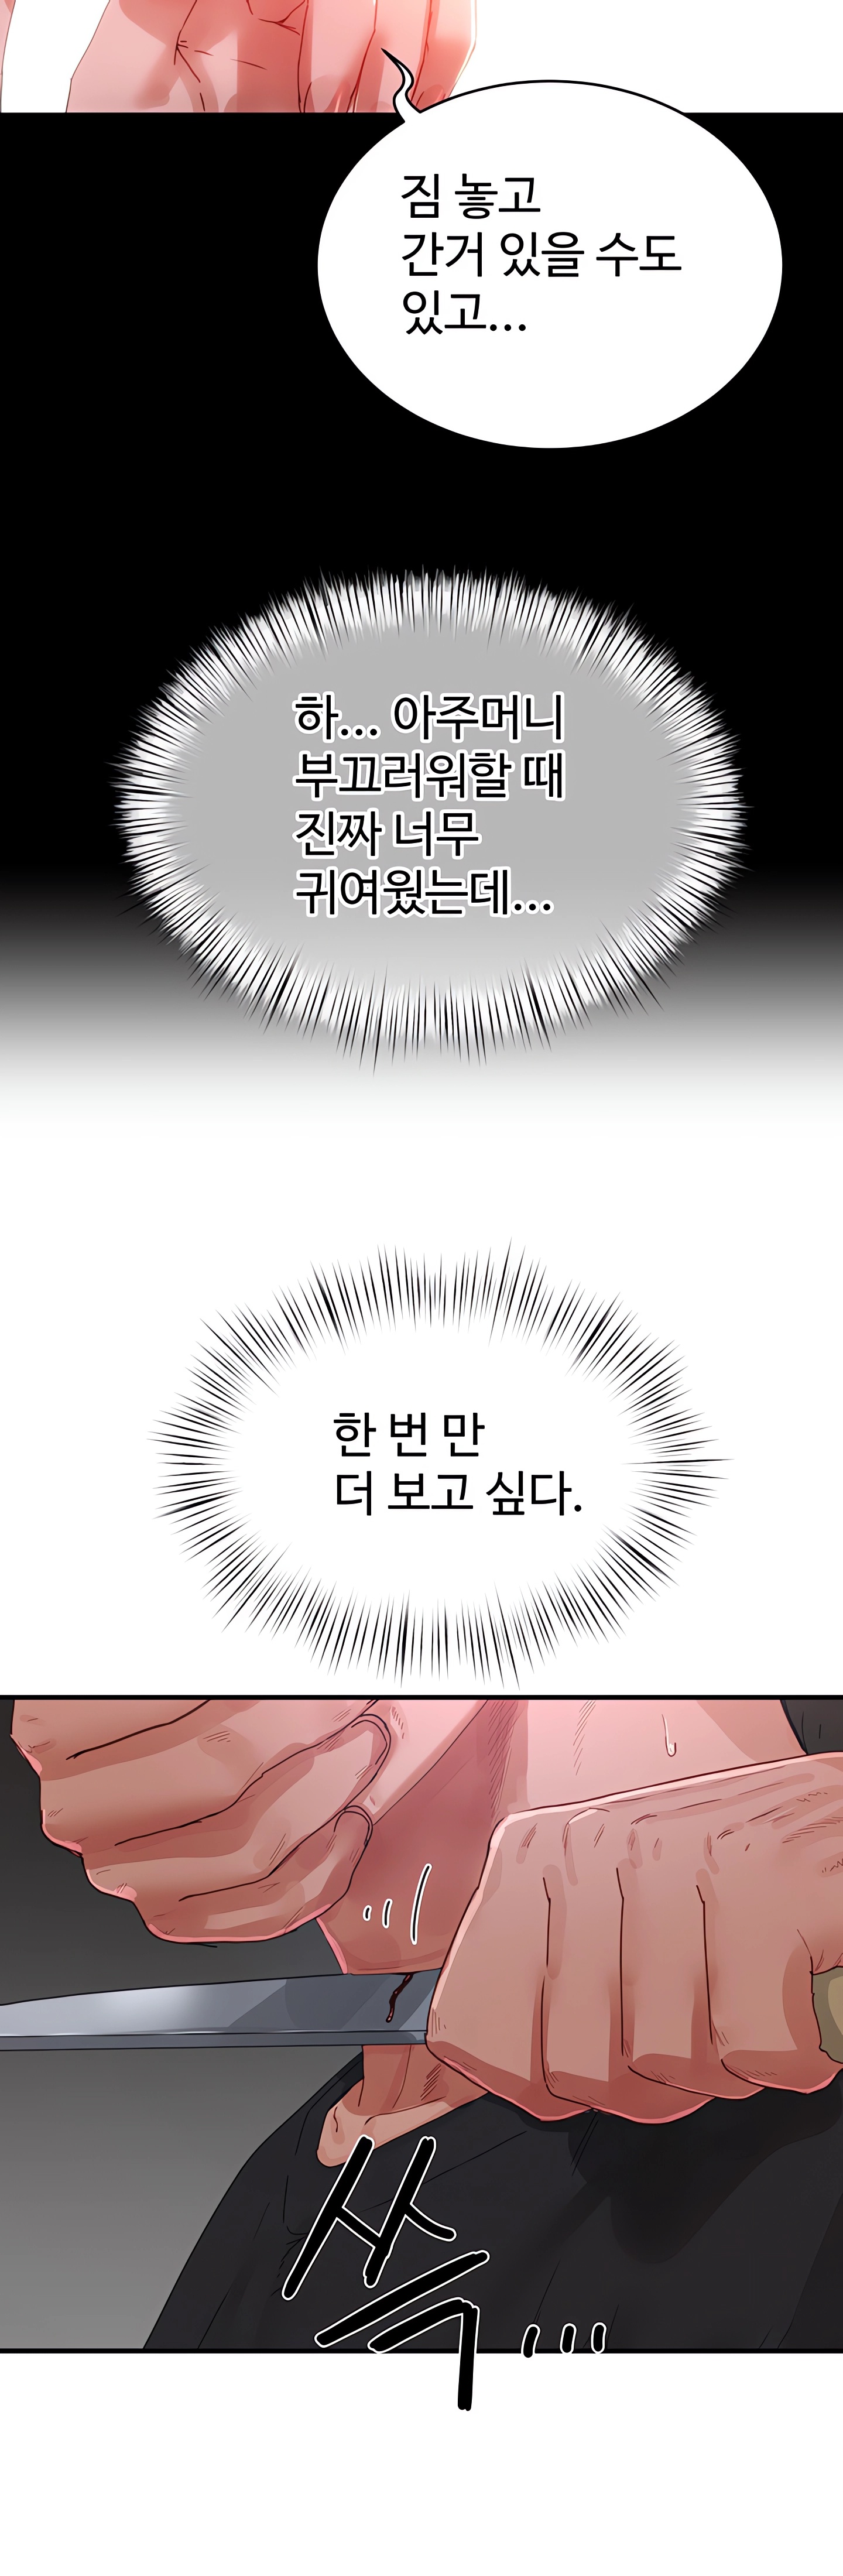 짐 놓고
간거 있을 수도
있고...
하... 아주머니
부끄러워할 때
진짜 너무
귀여웠는데...
한 번 만
더 보고 싶다.
쓱